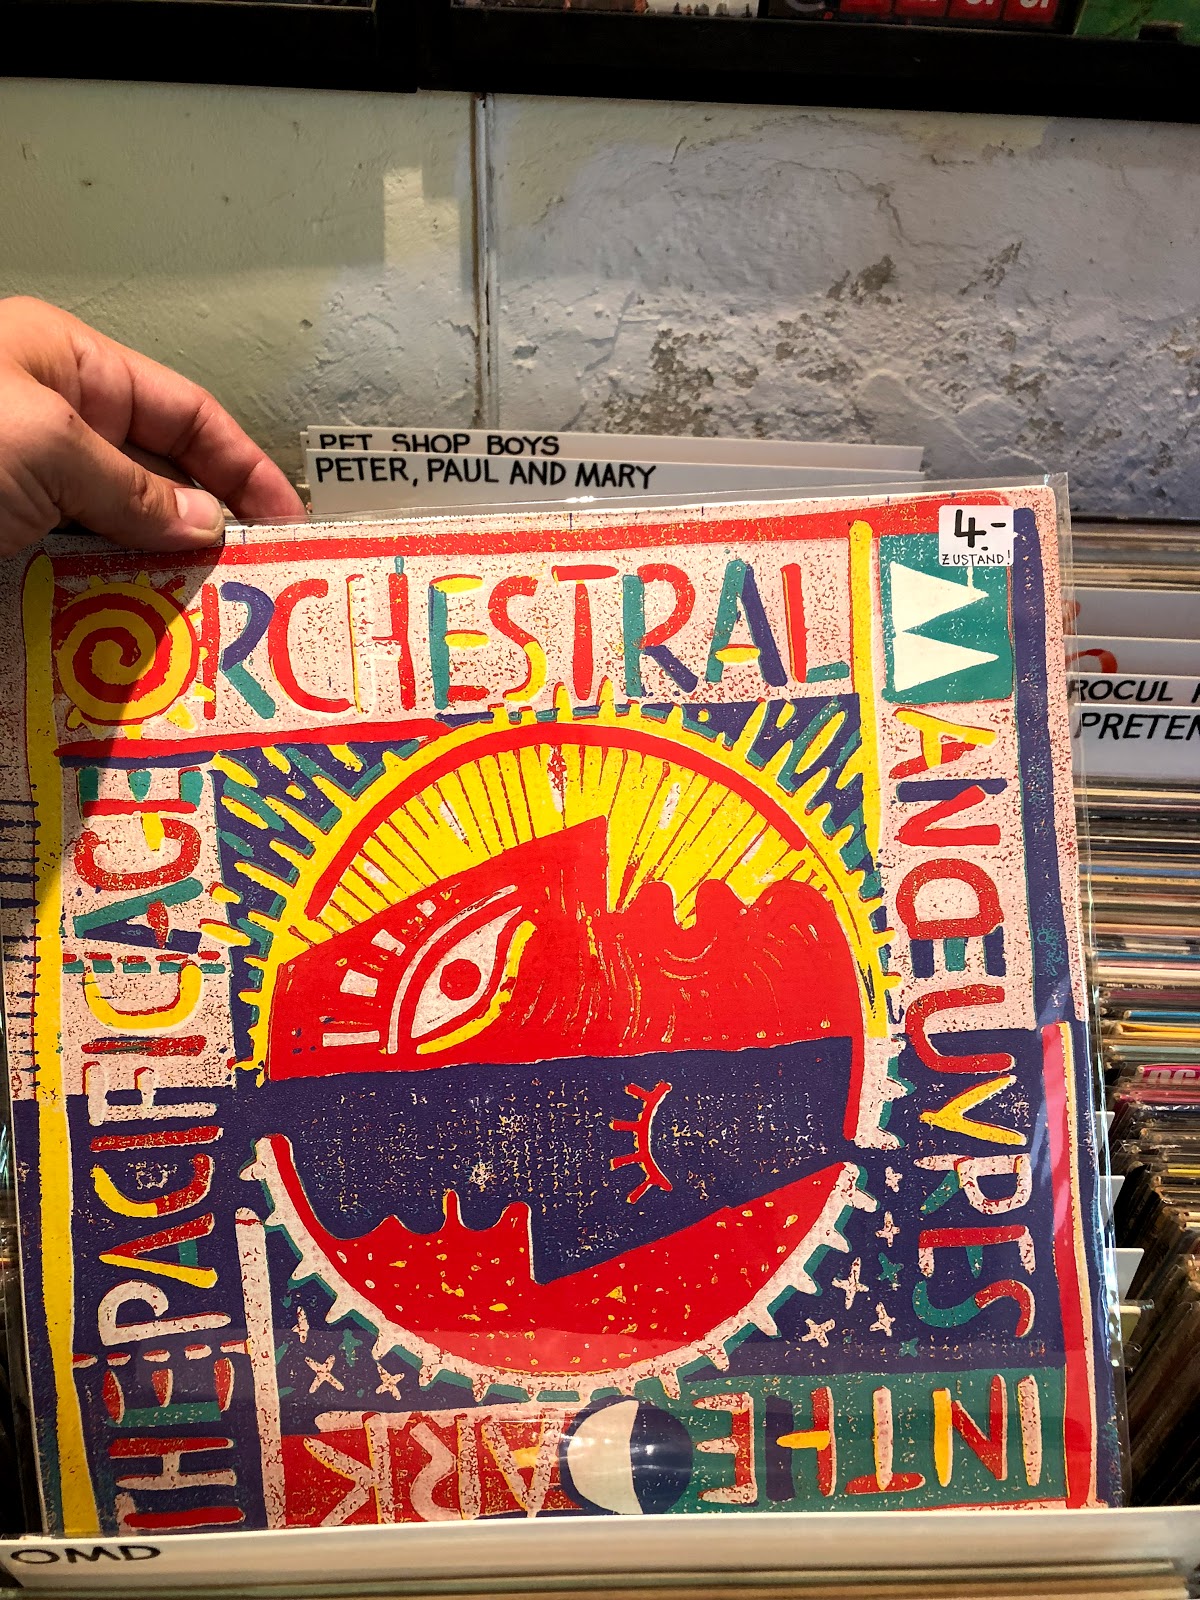 PET SHOP BOYS
PETER, PAUL AND MARY
4.-
ZUSTAND!
ORCHESTRAL
MANŒUVRES
IN THE
DARK
THE PACIFIC AGE
ROCUL
PRETEN
OMD